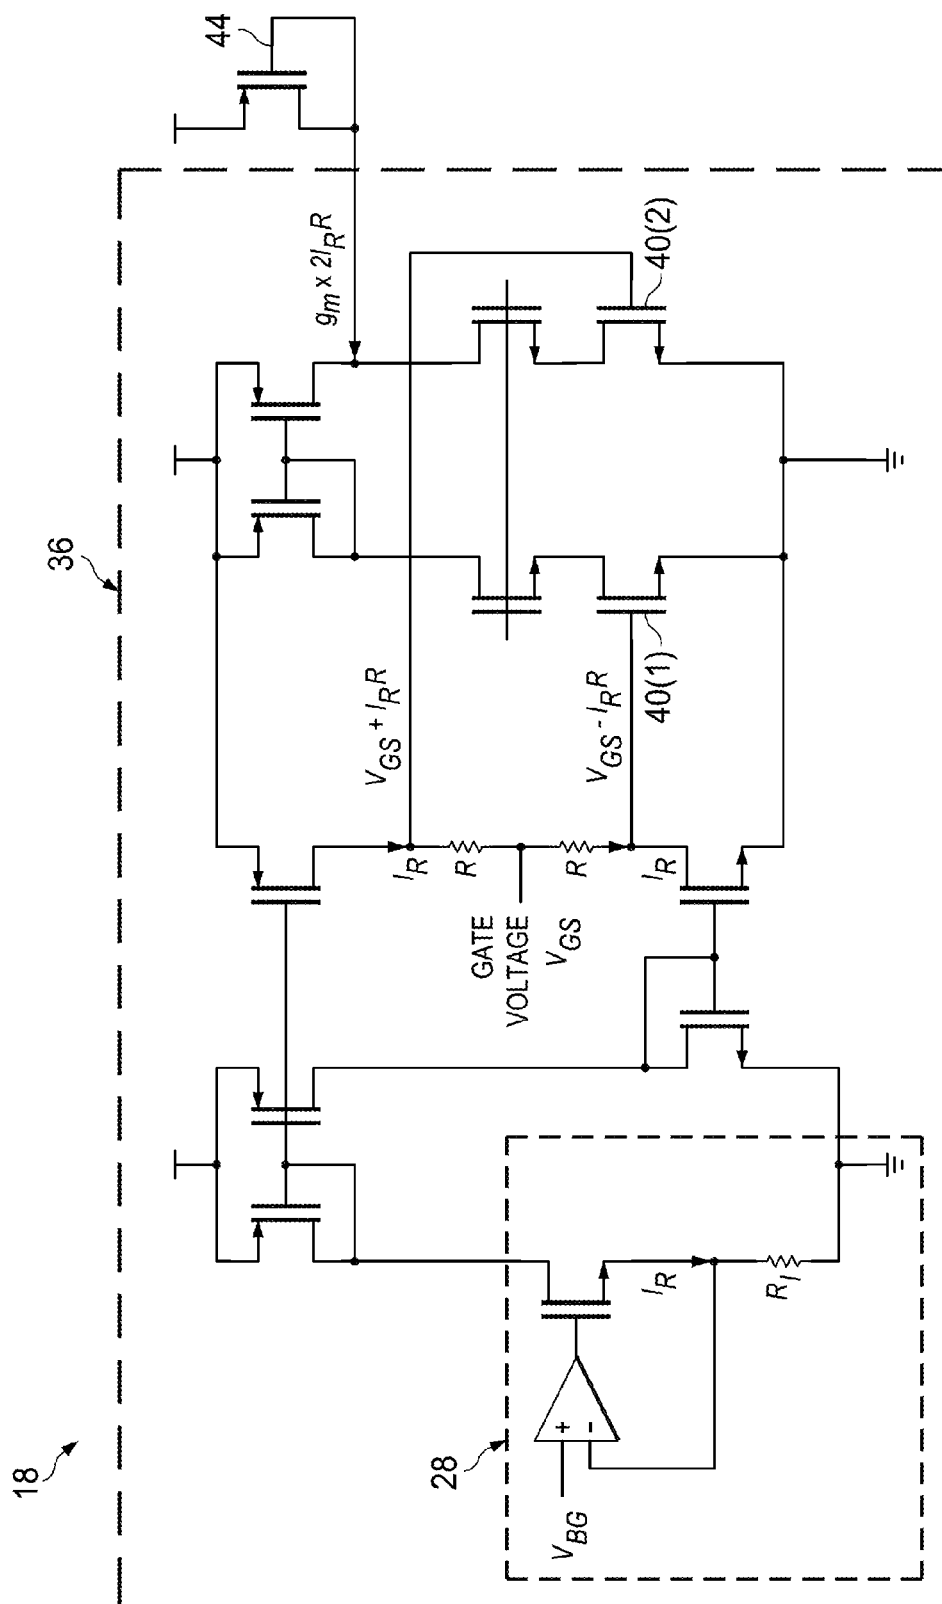 18
36
44
g_m x 2I_R R
V_GS + I_R R
V_GS - I_R R
40(1)
40(2)
I_R
R
R
I_R
GATE
VOLTAGE
V_GS
28
V_BG
+
-
I_R
R_I